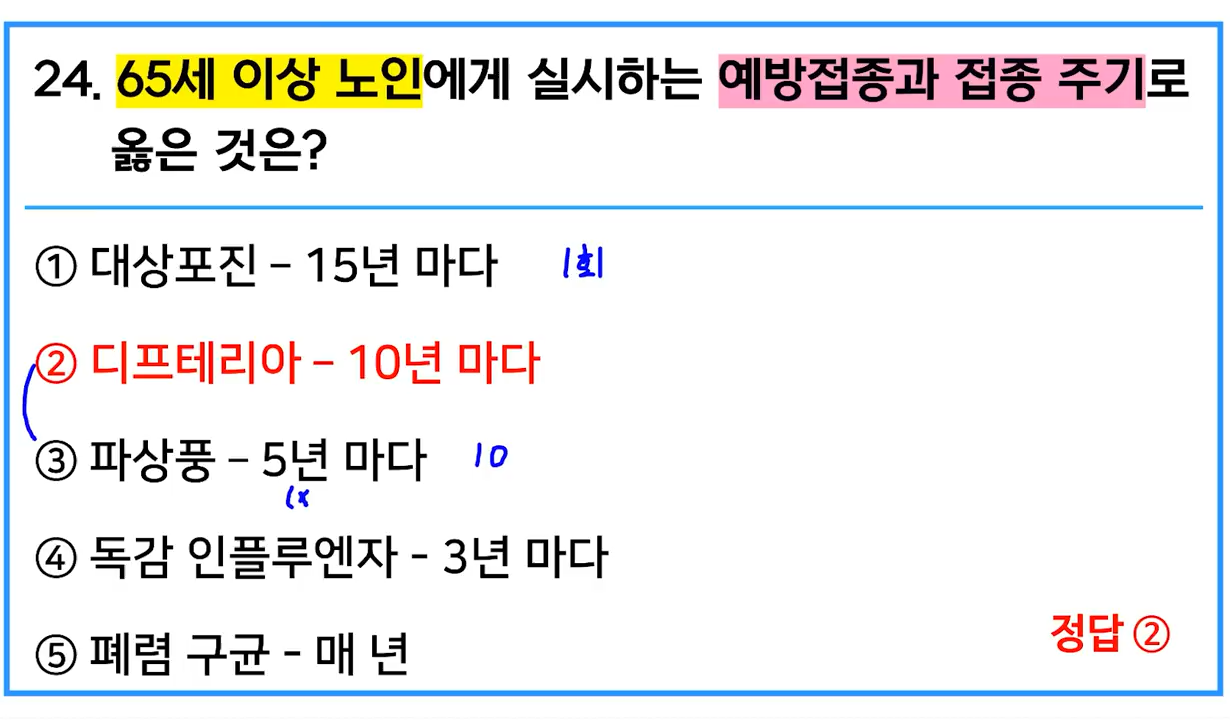 24. 65세 이상 노인에게 실시하는 예방접종과 접종 주기로
옳은 것은?
① 대상포진 – 15년 마다 1회
② 디프테리아 – 10년 마다
③ 파상풍 – 5년 마다 10
④ 독감 인플루엔자 - 3년 마다
⑤ 폐렴 구균 - 매 년
정답 ②